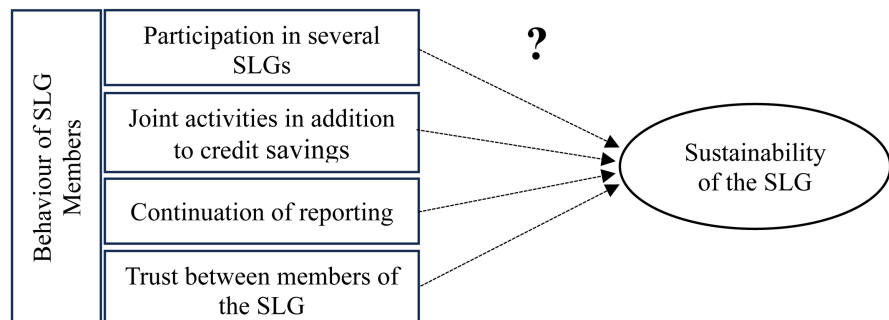 Behaviour of SLG
Members
Participation in several
SLGs
Joint activities in addition
to credit savings
Continuation of reporting
Trust between members of
the SLG
?
Sustainability
of the SLG